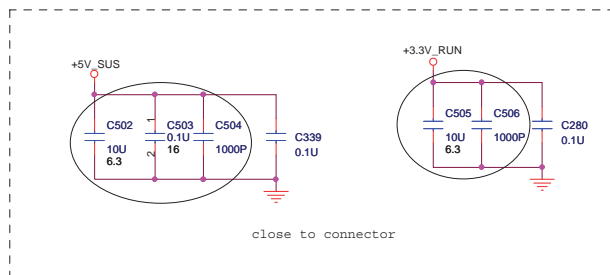 +5V_SUS
+3.3V_RUN
C502
10U
6.3
1
C503
0.1U
16
2
C504
1000P
C339
0.1U
C505
10U
6.3
C506
1000P
C280
0.1U
close to connector